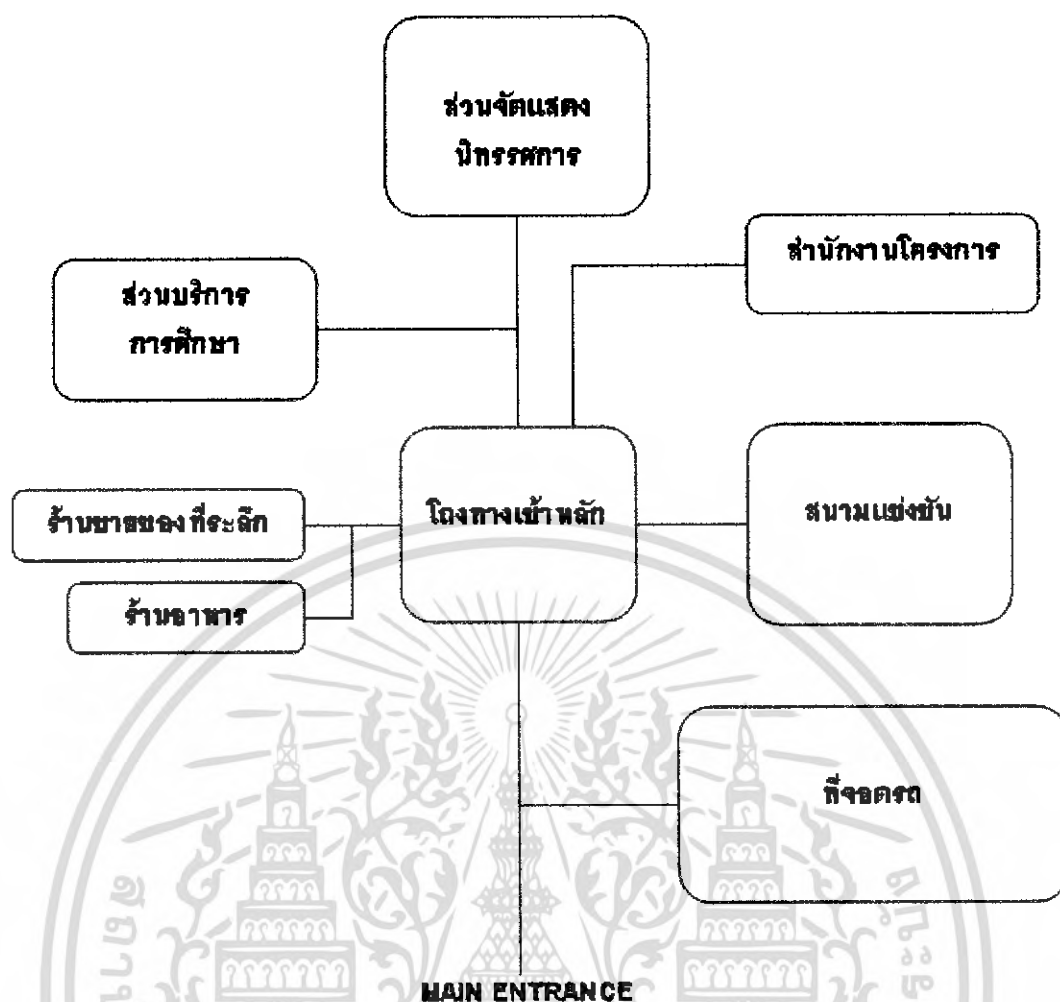 ส่วนจัดแสดง
นิทรรศการ
สำนักงานโครงการ
ส่วนบริการ
การศึกษา
โถงทางเข้าหลัก
สนามแข่งขัน
ร้านขายของที่ระลึก
ร้านอาหาร
ที่จอดรถ
MAIN ENTRANCE